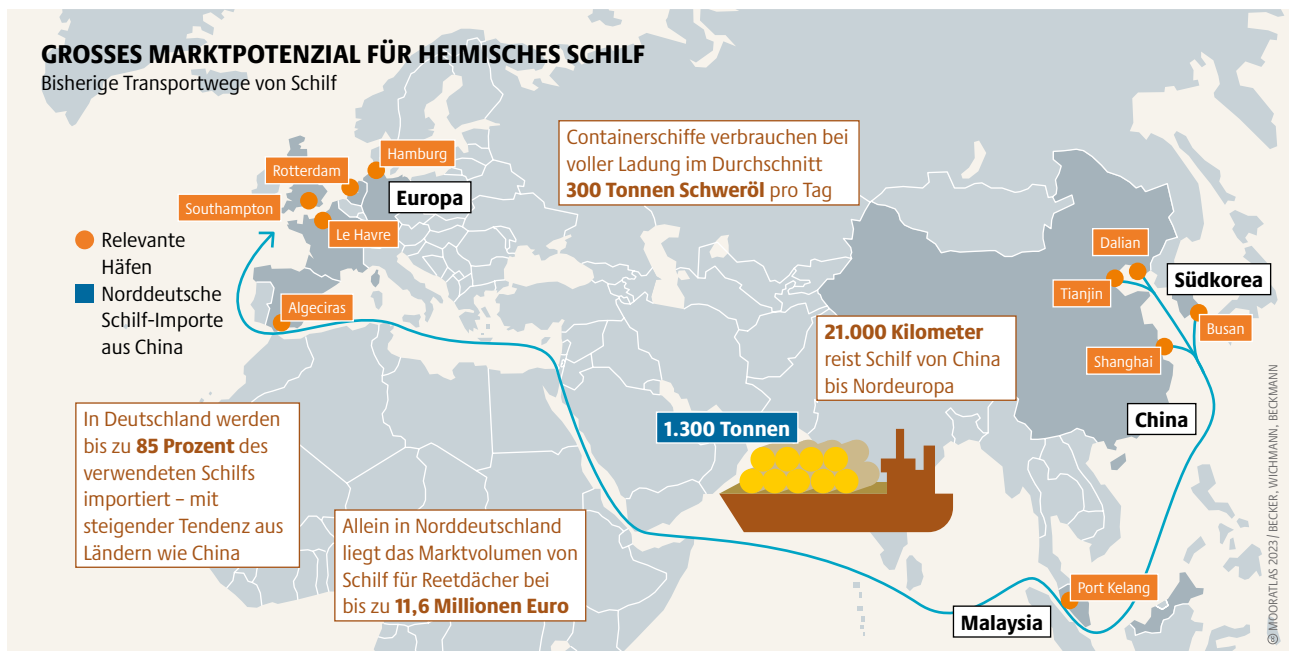 GROSSES MARKTPOTENZIAL FÜR HEIMISCHES SCHILF
Bisherige Transportwege von Schilf
Containerschiffe verbrauchen bei
voller Ladung im Durchschnitt
300 Tonnen Schweröl pro Tag
Hamburg
Rotterdam
Europa
Southampton
Le Havre
Relevante
Häfen
Norddeutsche
Schilf-Importe
aus China
Algeciras
Dalian
Südkorea
Tianjin
Busan
Shanghai
21.000 Kilometer
reist Schilf von China
bis Nordeuropa
China
1.300 Tonnen
In Deutschland werden
bis zu 85 Prozent des
verwendeten Schilfs
importiert – mit
steigender Tendenz aus
Ländern wie China
Allein in Norddeutschland
liegt das Marktvolumen von
Schilf für Reetdächer bei
bis zu 11,6 Millionen Euro
Port Kelang
Malaysia
© MOORATLAS 2023 / BECKER, WICHMANN, BECKMANN